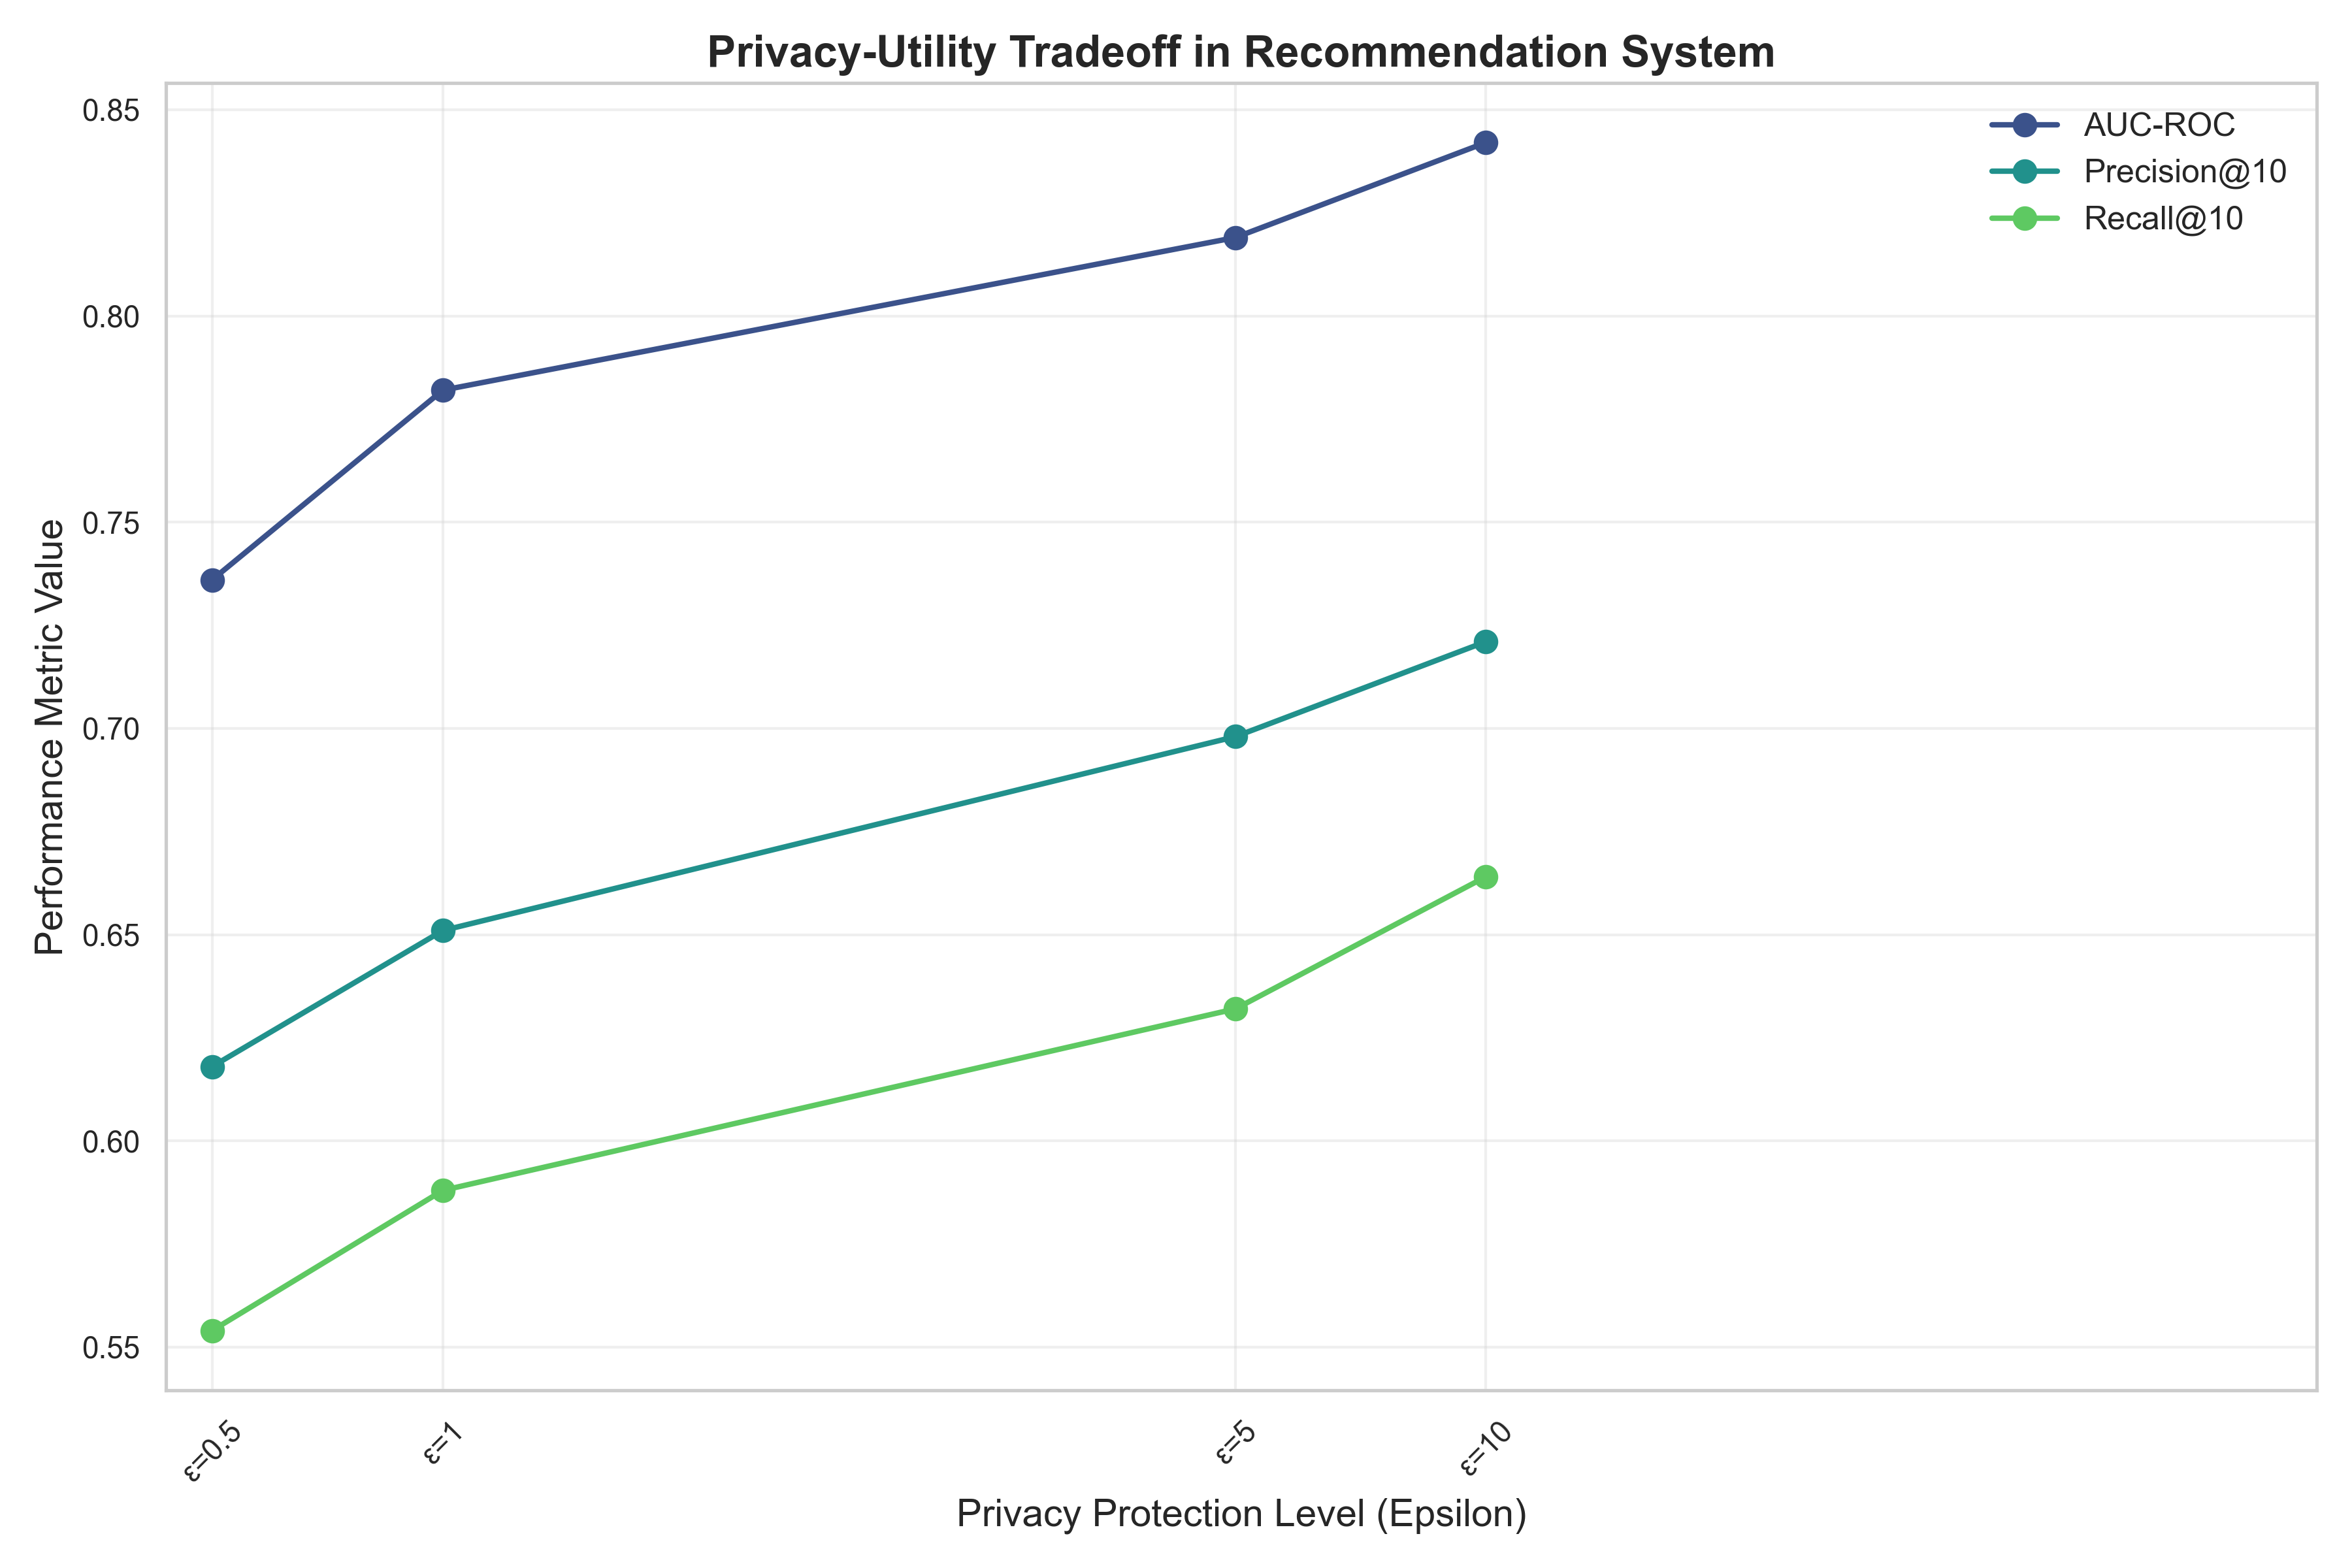 Privacy-Utility Tradeoff in Recommendation System
AUC-ROC
Precision@10
Recall@10
Performance Metric Value
0.85
0.80
0.75
0.70
0.65
0.60
0.55
ε=0.5
ε=1
ε=5
ε=10
Privacy Protection Level (Epsilon)